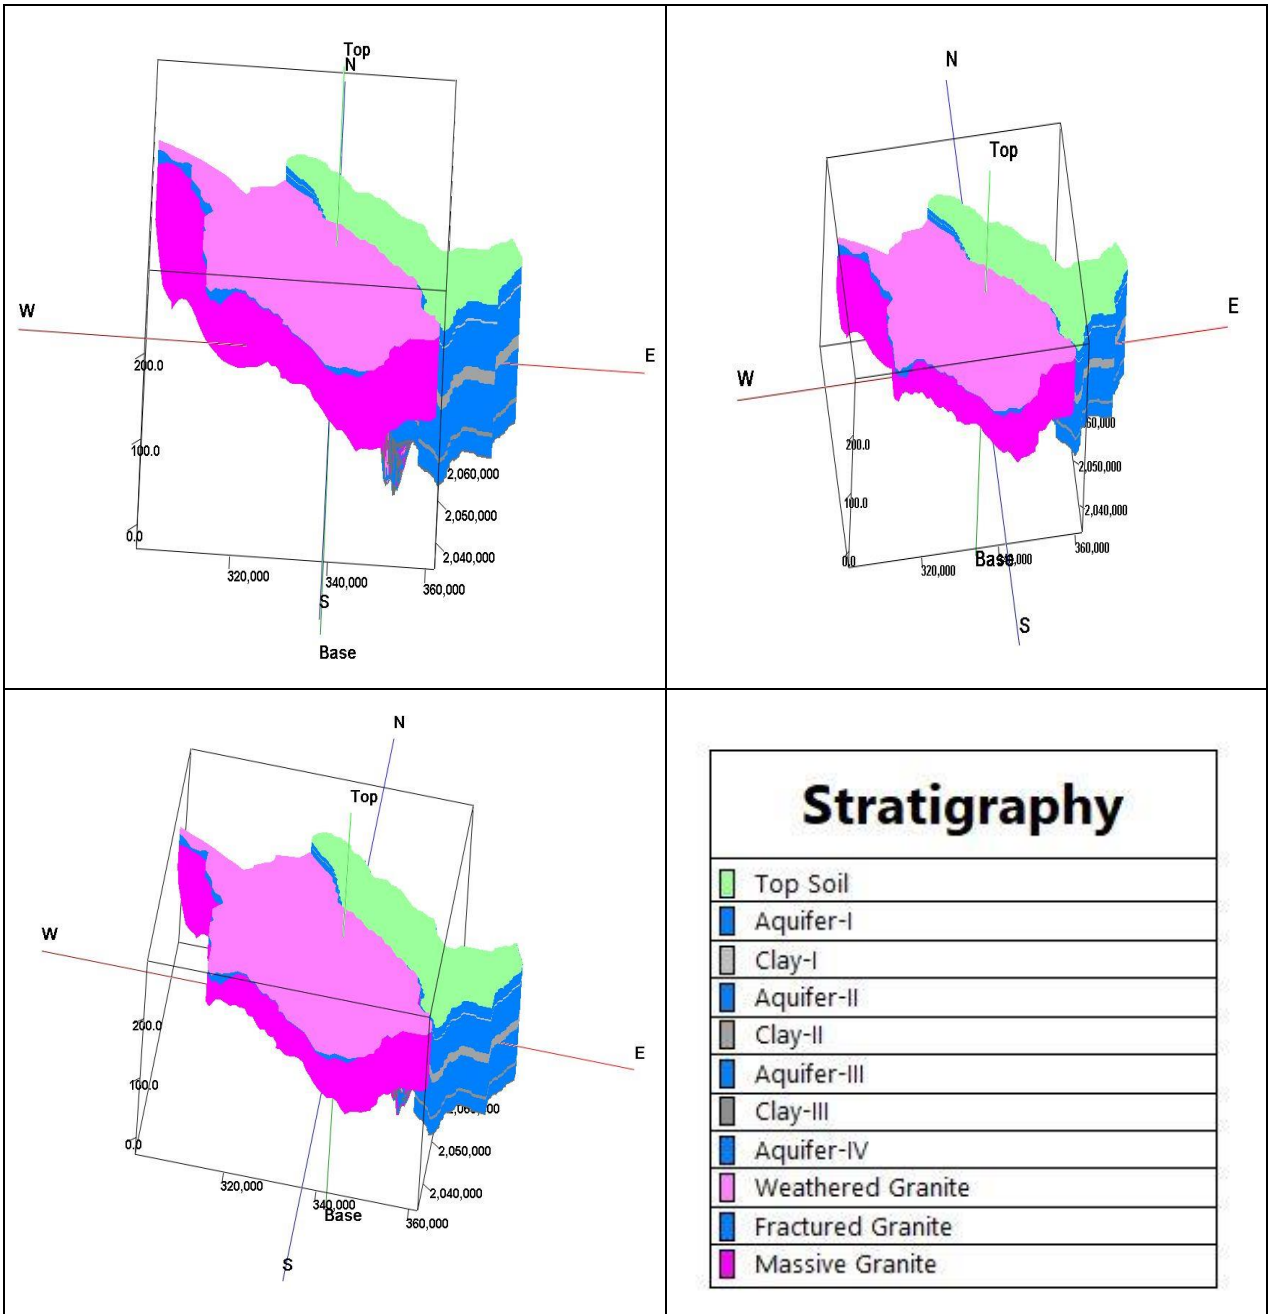 Top
N
W
E
200.0
100.0
0.0
2,060,000
2,050,000
2,040,000
320,000
340,000
360,000
S
Base
N
Top
E
W
60,000
2,050,000
2,040,000
200.0
100.0
0.0
320,000
360,000
Base
S
N
Top
W
E
200.0
100.0
0.0
2,050,000
2,040,000
320,000
340,000
360,000
Base
S
Stratigraphy
Top Soil
Aquifer-I
Clay-I
Aquifer-II
Clay-II
Aquifer-III
Clay-III
Aquifer-IV
Weathered Granite
Fractured Granite
Massive Granite